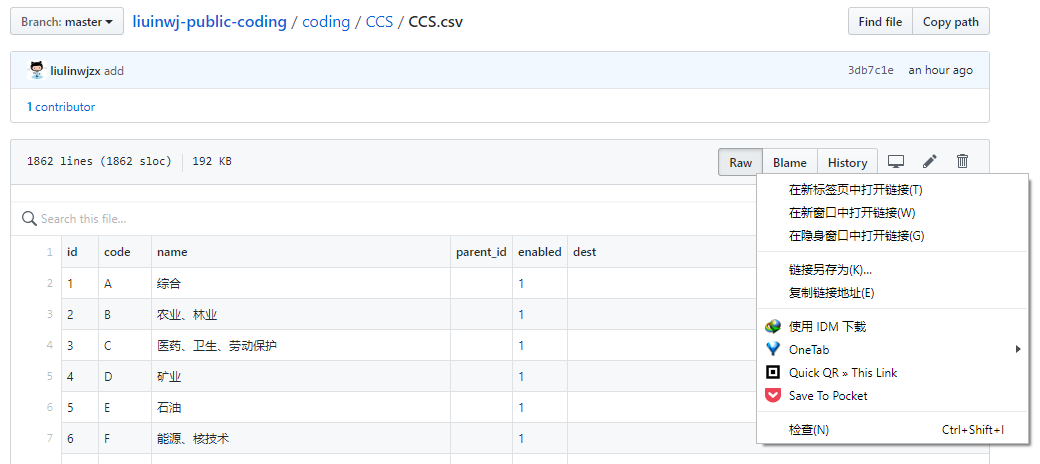 Branch: master liuinwj-public-coding / coding / CCS / CCS.csv Find file Copy path
liulinwjzx add 3db7c1e an hour ago
1 contributor
1862 lines (1862 sloc) 192 KB Raw Blame History
在新标签页中打开链接(T)
在新窗口中打开链接(W)
Search this file...
在隐身窗口中打开链接(G)
1 id code name parent_id enabled dest
链接另存为(K)...
2 1 A 综合 1
复制链接地址(E)
3 2 B 农业、林业 1
使用 IDM 下载
4 3 C 医药、卫生、劳动保护 1
OneTab
5 4 D 矿业 1
Quick QR » This Link
Save To Pocket
6 5 E 石油 1
检查(N) Ctrl+Shift+I
7 6 F 能源、核技术 1